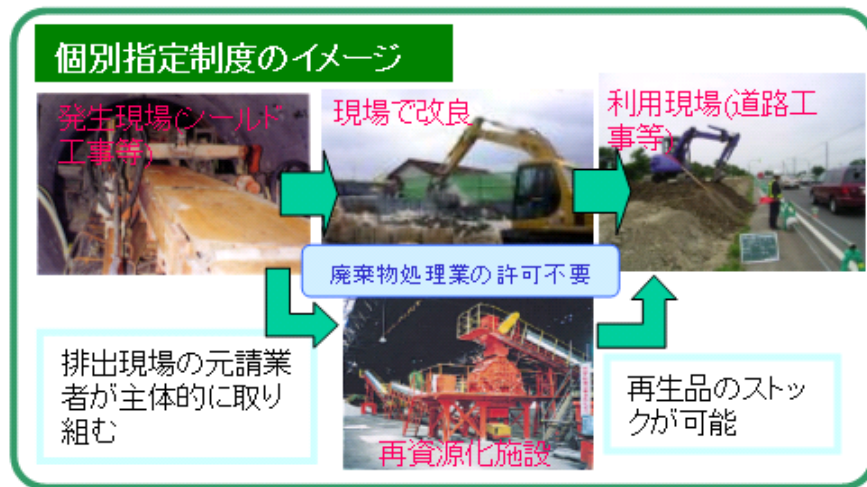 個別指定制度のイメージ
発生現場(シールド
工事等)
現場で改良
利用現場(道路工
事等)
廃棄物処理業の許可不要
排出現場の元請業
者が主体的に取り
組む
再資源化施設
再生品のストッ
クが可能